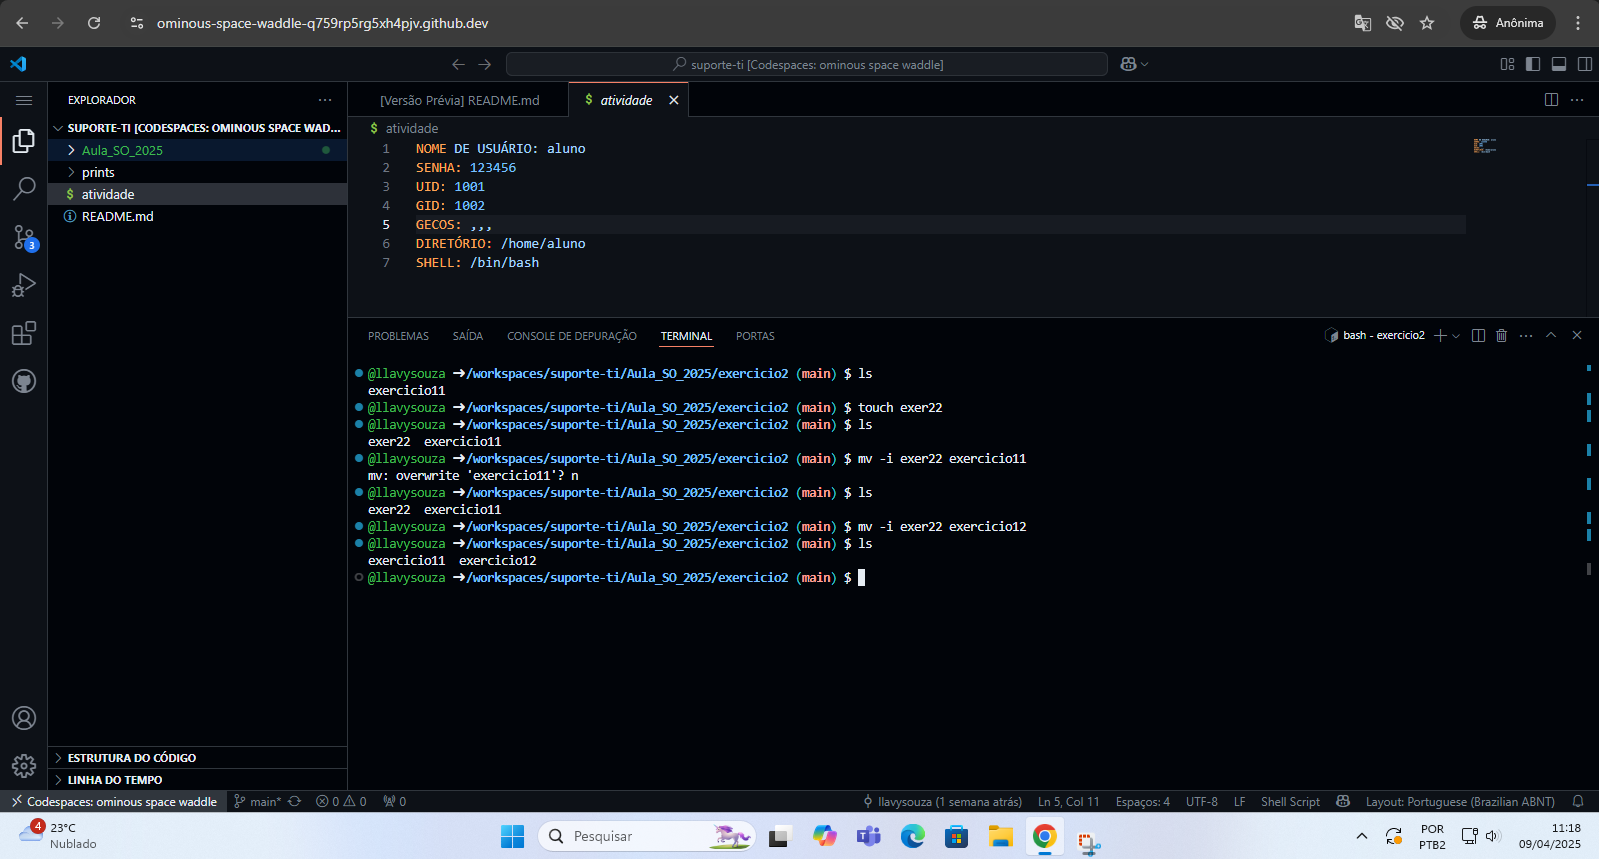 ominous-space-waddle-q759rp5rg5xh4pjv.github.dev
Anônima
suporte-ti [Codespaces: ominous space waddle]
EXPLORADOR
SUPORTE-TI [CODESPACES: OMINOUS SPACE WAD...
Aula_SO_2025
prints
$ atividade
README.md
3
ESTRUTURA DO CÓDIGO
LINHA DO TEMPO
[Versão Prévia] README.md
$ atividade
$ atividade
1 NOME DE USUÁRIO: aluno
2 SENHA: 123456
3 UID: 1001
4 GID: 1002
5 GECOS: ,,,
6 DIRETÓRIO: /home/aluno
7 SHELL: /bin/bash
PROBLEMAS SAÍDA CONSOLE DE DEPURAÇÃO TERMINAL PORTAS
bash - exercicio2
@llavysouza ➜/workspaces/suporte-ti/Aula_SO_2025/exercicio2 (main) $ ls
exercicio11
@llavysouza ➜/workspaces/suporte-ti/Aula_SO_2025/exercicio2 (main) $ touch exer22
@llavysouza ➜/workspaces/suporte-ti/Aula_SO_2025/exercicio2 (main) $ ls
exer22  exercicio11
@llavysouza ➜/workspaces/suporte-ti/Aula_SO_2025/exercicio2 (main) $ mv -i exer22 exercicio11
mv: overwrite 'exercicio11'? n
@llavysouza ➜/workspaces/suporte-ti/Aula_SO_2025/exercicio2 (main) $ ls
exer22  exercicio11
@llavysouza ➜/workspaces/suporte-ti/Aula_SO_2025/exercicio2 (main) $ mv -i exer22 exercicio12
@llavysouza ➜/workspaces/suporte-ti/Aula_SO_2025/exercicio2 (main) $ ls
exercicio11  exercicio12
@llavysouza ➜/workspaces/suporte-ti/Aula_SO_2025/exercicio2 (main) $
Codespaces: ominous space waddle main* 0 0 0 llavysouza (1 semana atrás) Ln 5, Col 11 Espaços: 4 UTF-8 LF Shell Script Layout: Portuguese (Brazilian ABNT)
4
23°C
Nublado
Pesquisar
POR
PTB2
11:18
09/04/2025